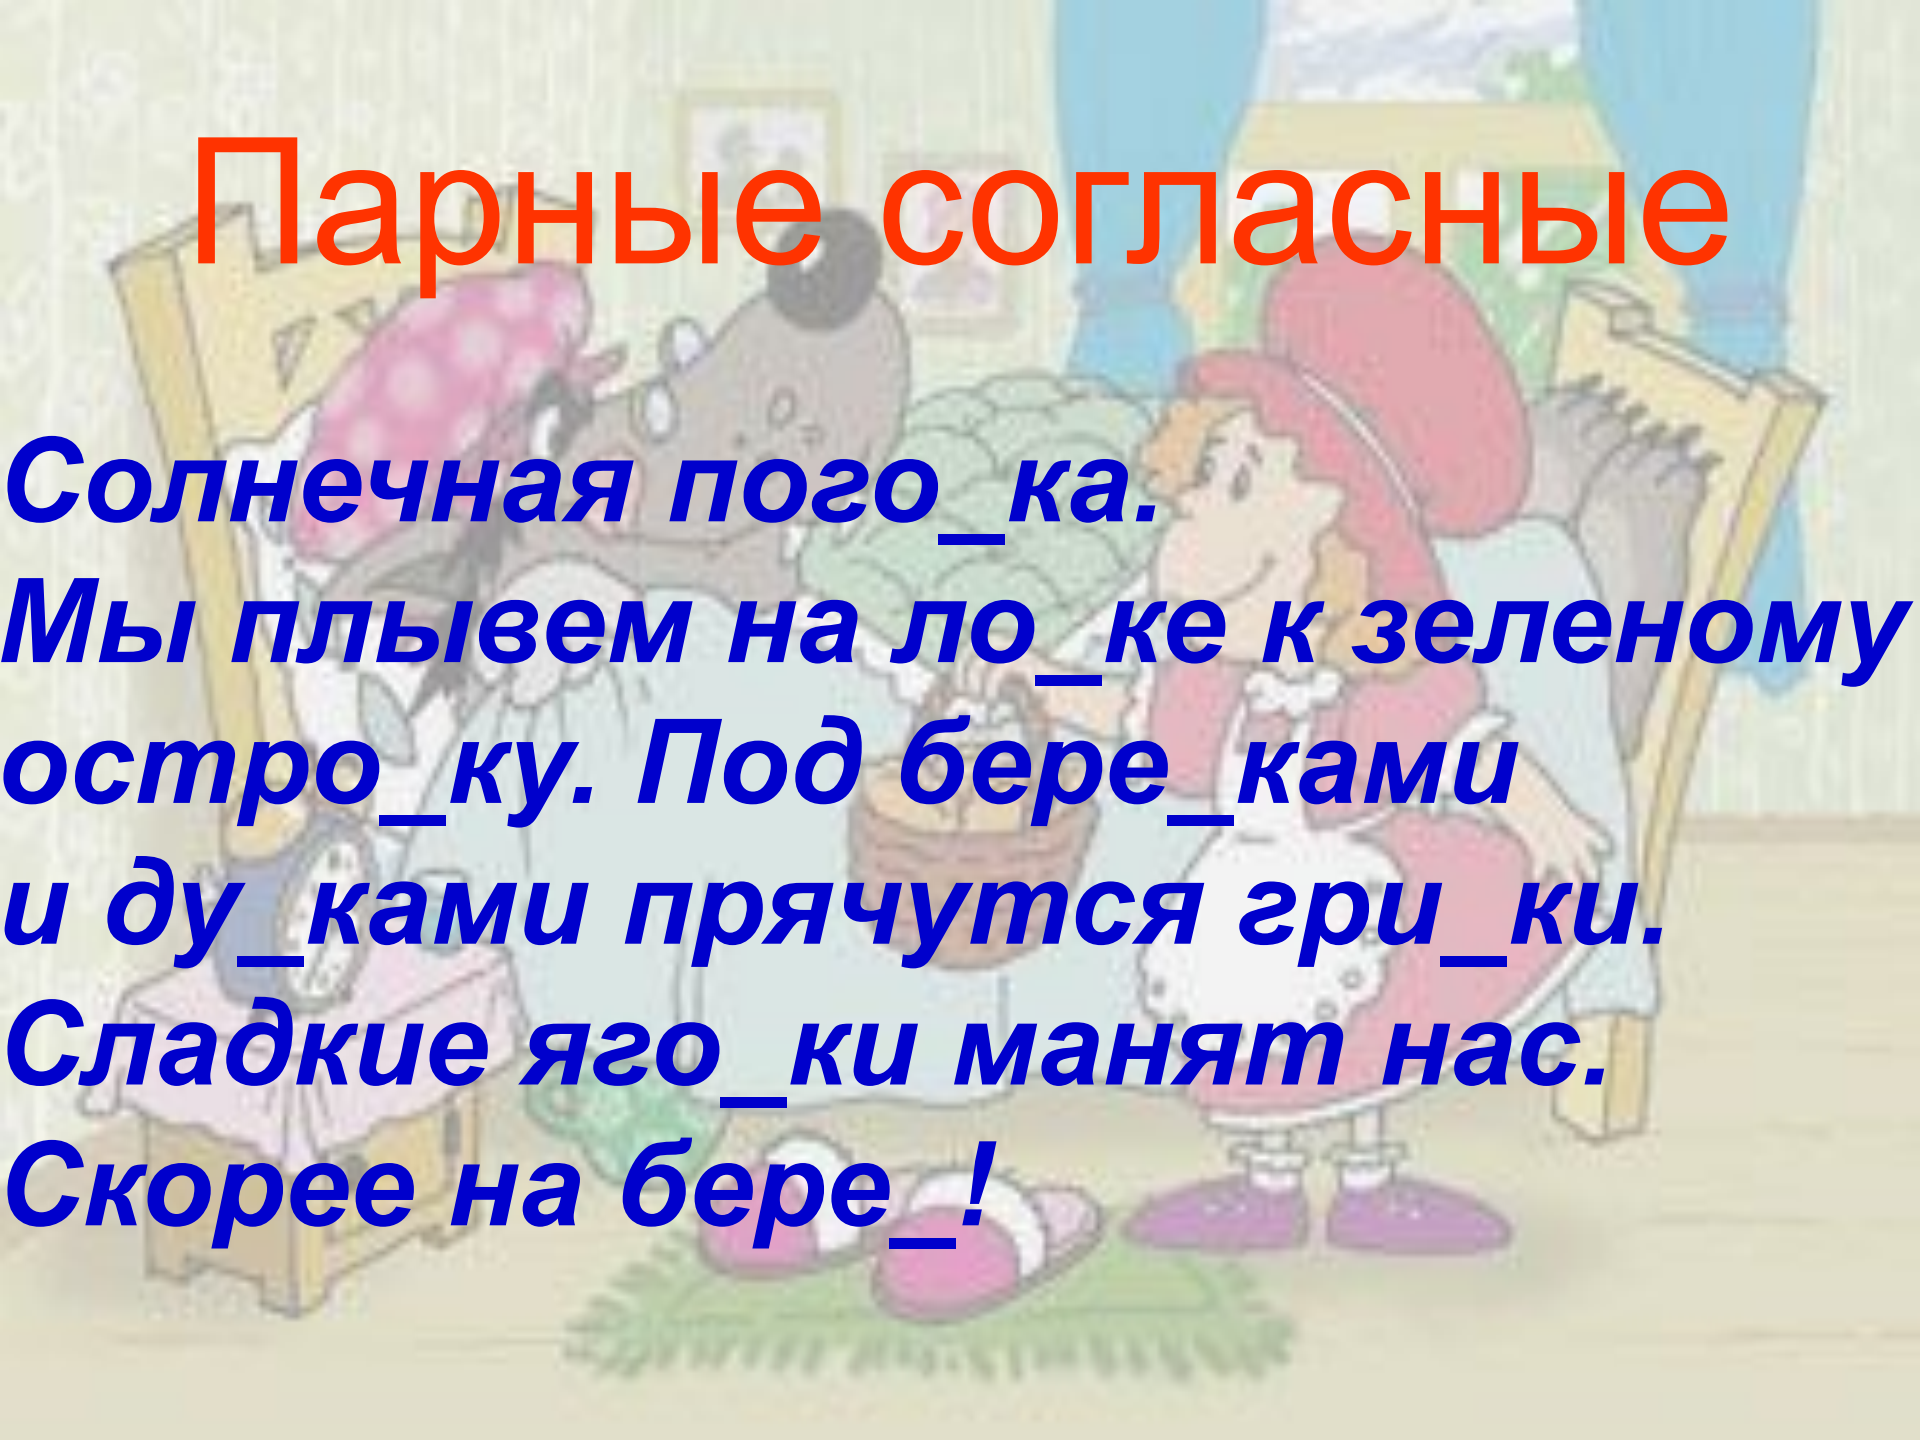 Парные согласные
Солнечная пого_ка.
Мы плывем на ло_ке к зеленому
остро_ку. Под бере_ками
и ду_ками прячутся гри_ки.
Сладкие яго_ки манят нас.
Скорее на бере_!